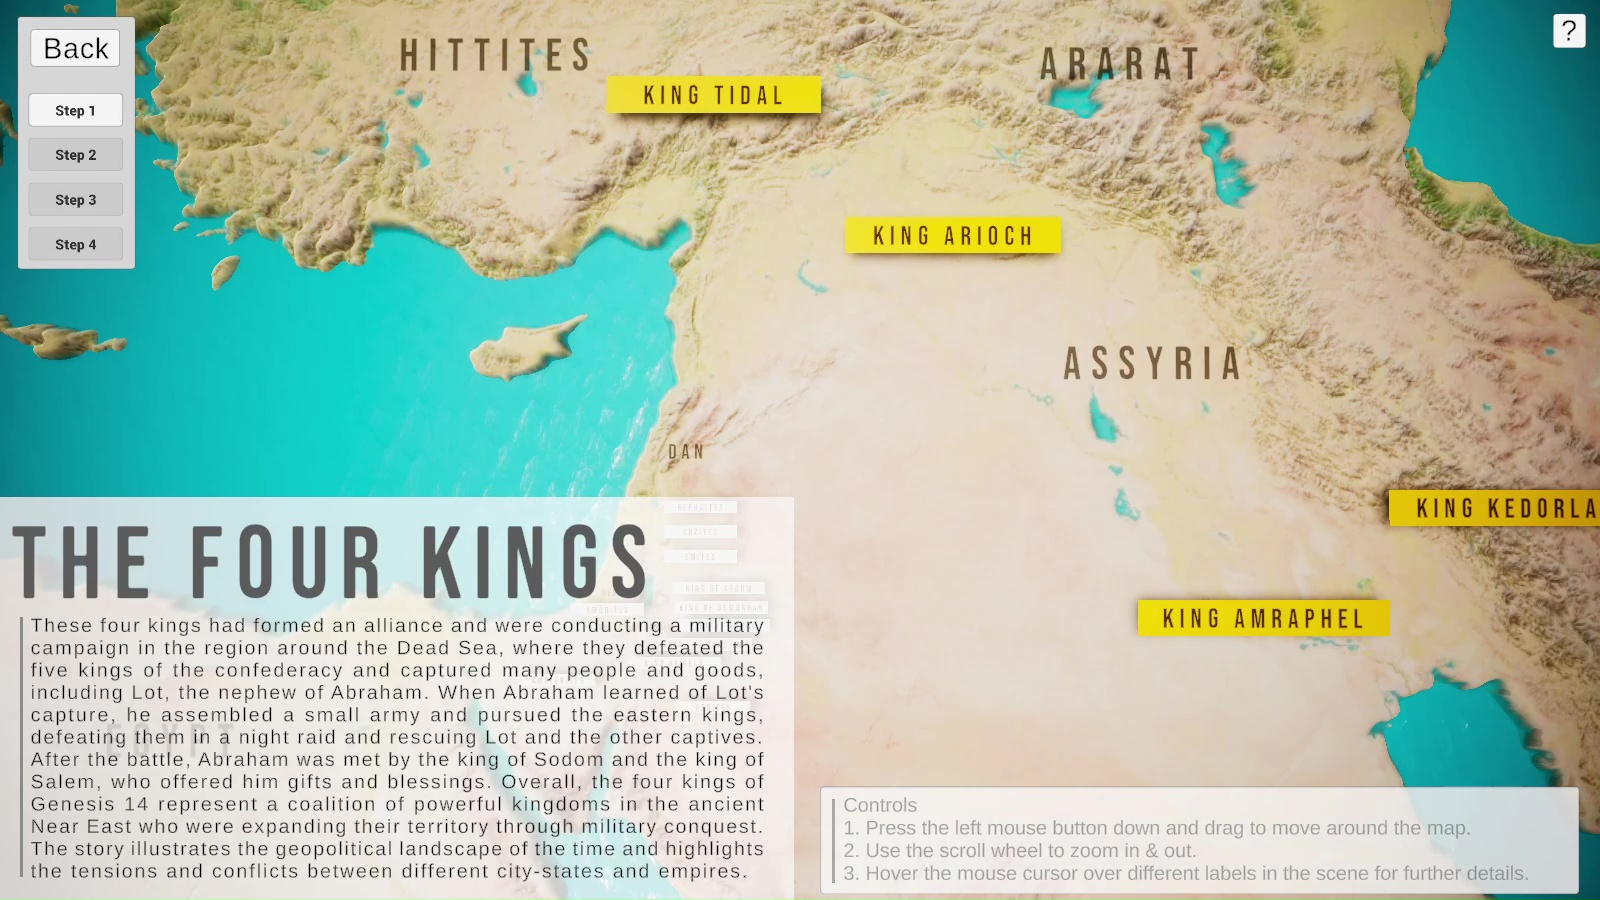 Back
Step 1
Step 2
Step 3
Step 4
?
HITTITES
ARARAT
KING TIDAL
KING ARIOCH
ASSYRIA
DAN
KING KEDORLA
KING AMRAPHEL
THE FOUR KINGS
These four kings had formed an alliance and were conducting a military
campaign in the region around the Dead Sea, where they defeated the
five kings of the confederacy and captured many people and goods,
including Lot, the nephew of Abraham. When Abraham learned of Lot's
capture, he assembled a small army and pursued the eastern kings,
defeating them in a night raid and rescuing Lot and the other captives.
After the battle, Abraham was met by the king of Sodom and the king of
Salem, who offered him gifts and blessings. Overall, the four kings of
Genesis 14 represent a coalition of powerful kingdoms in the ancient
Near East who were expanding their territory through military conquest.
The story illustrates the geopolitical landscape of the time and highlights
the tensions and conflicts between different city-states and empires.
EGYPT
Controls
1. Press the left mouse button down and drag to move around the map.
2. Use the scroll wheel to zoom in & out.
3. Hover the mouse cursor over different labels in the scene for further details.